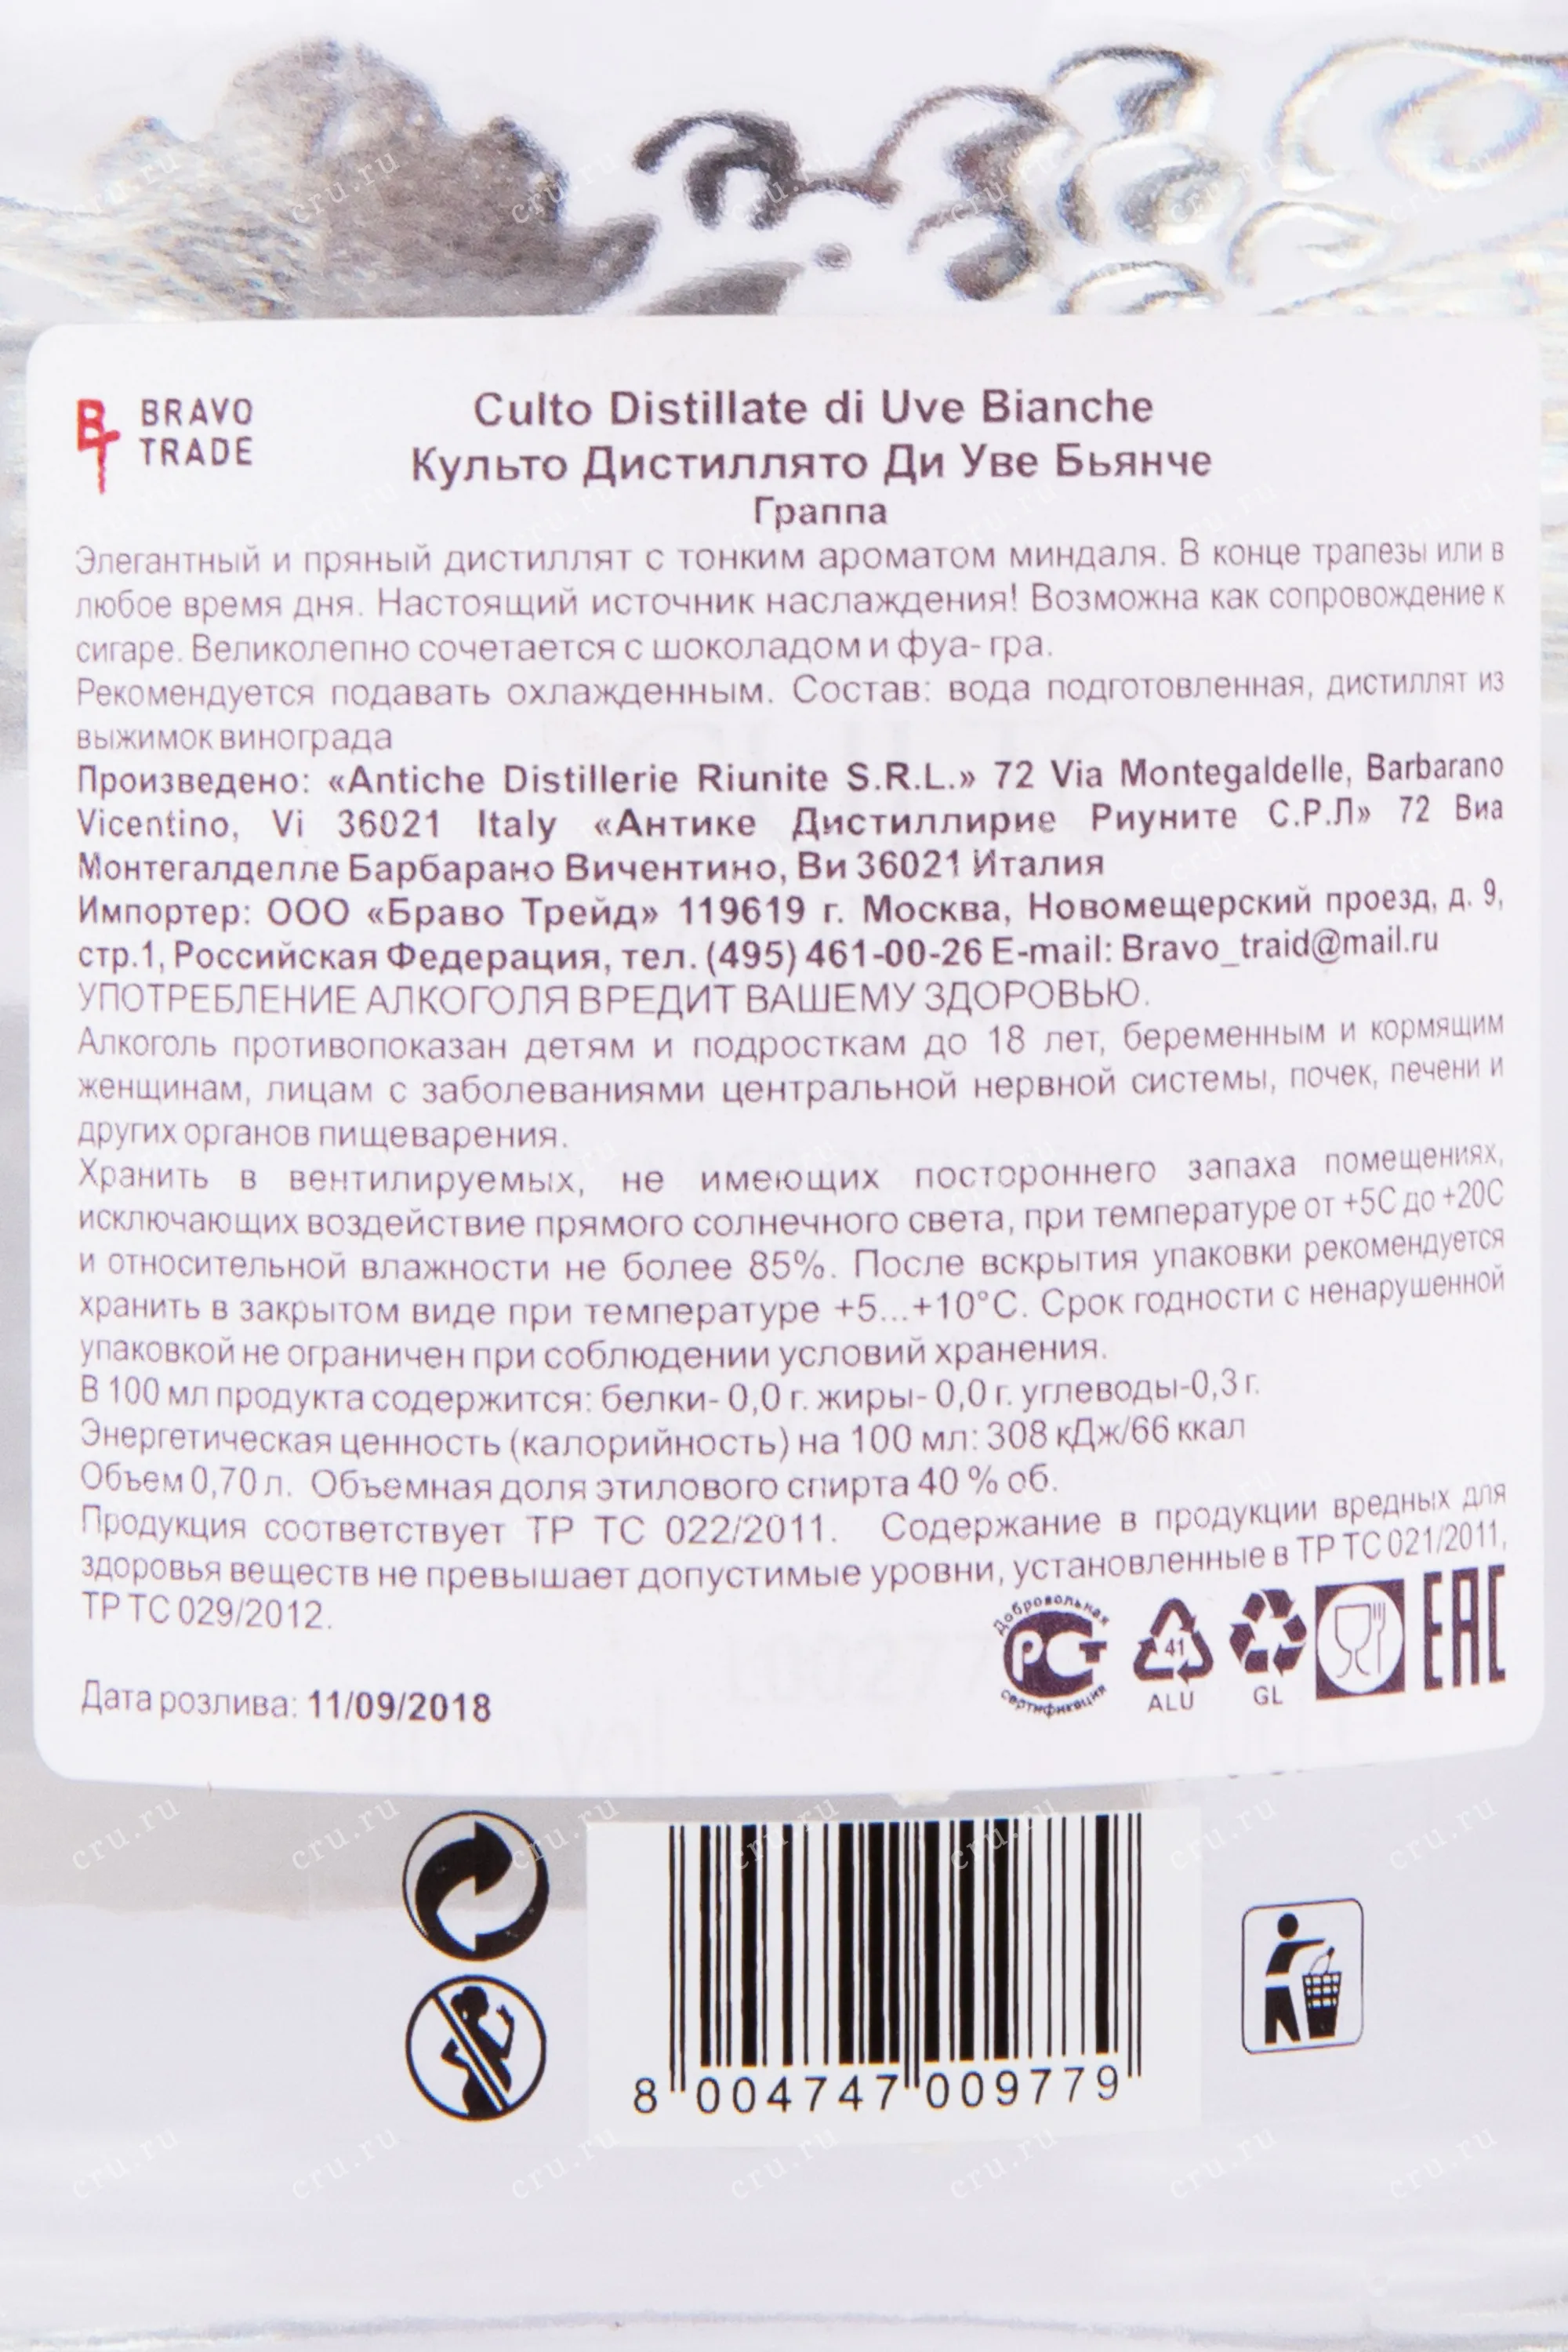 BRAVO
TRADE
Culto Distillate di Uve Bianche
Культо Дистиллято Ди Уве Бьянче
Граппа
Элегантный и пряный дистиллят с тонким ароматом миндаля. В конце трапезы или в
любое время дня. Настоящий источник наслаждения! Возможна как сопровождение к
сигаре. Великолепно сочетается с шоколадом и фуа- гра.
Рекомендуется подавать охлажденным. Состав: вода подготовленная, дистиллят из
выжимок винограда
Произведено: «Antiche Distillerie Riunite S.R.L.» 72 Via Montegaldelle, Barbarano
Vicentino, Vi 36021 Italy «Антике Дистиллирие Риуните С.Р.Л» 72 Виа
Монтегалделле Барбарано Вичентино, Ви 36021 Италия
Импортер: ООО «Браво Трейд» 119619 г. Москва, Новомещерский проезд, д. 9,
стр.1, Российская Федерация, тел. (495) 461-00-26 E-mail: Bravo_traid@mail.ru
УПОТРЕБЛЕНИЕ АЛКОГОЛЯ ВРЕДИТ ВАШЕМУ ЗДОРОВЬЮ.
Алкоголь противопоказан детям и подросткам до 18 лет, беременным и кормящим
женщинам, лицам с заболеваниями центральной нервной системы, почек, печени и
других органов пищеварения.
Хранить в вентилируемых, не имеющих постороннего запаха помещениях,
исключающих воздействие прямого солнечного света, при температуре от +5С до +20С
и относительной влажности не более 85%. После вскрытия упаковки рекомендуется
хранить в закрытом виде при температуре +5...+10°С. Срок годности с ненарушенной
упаковкой не ограничен при соблюдении условий хранения.
В 100 мл продукта содержится: белки- 0,0 г. жиры- 0,0 г. углеводы-0,3 г.
Энергетическая ценность (калорийность) на 100 мл: 308 кДж/66 ккал
Объем 0,70 л. Объемная доля этилового спирта 40 % об.
Продукция соответствует ТР ТС 022/2011. Содержание в продукции вредных для
здоровья веществ не превышает допустимые уровни, установленные в ТР ТС 021/2011,
ТР ТС 029/2012.
Добровольная
РСТ
сертификация
41
ALU
GL
EAC
Дата розлива: 11/09/2018
8 004747 009779
cru.ru